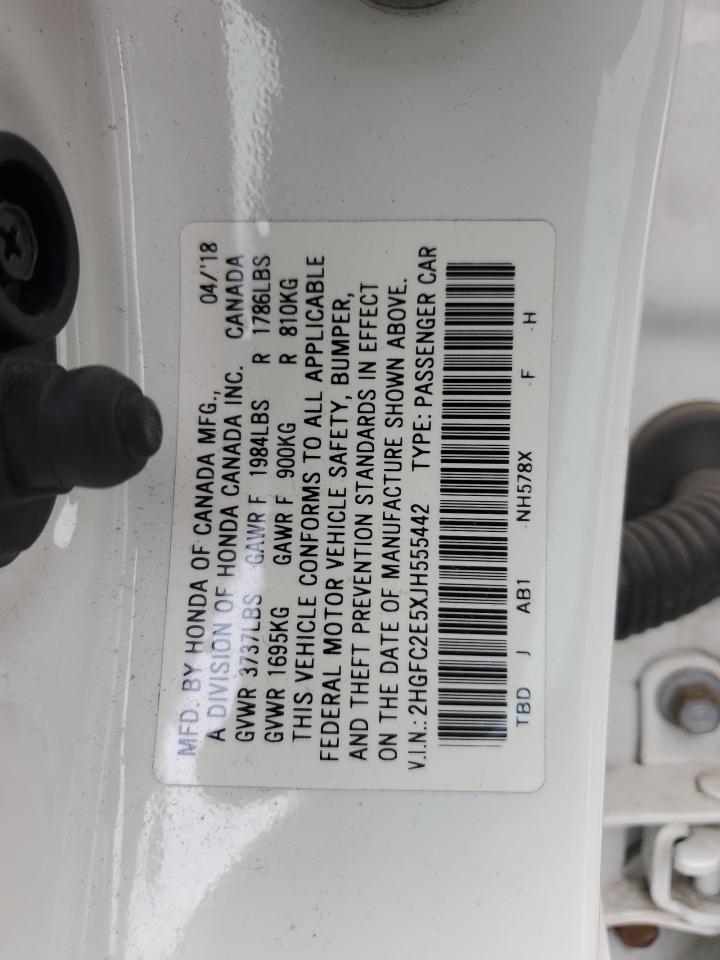 MFD. BY HONDA OF CANADA MFG., 04/'18
A DIVISION OF HONDA CANADA INC. CANADA
GVWR 3737LBS GAWR F 1984LBS R 1786LBS
GVWR 1695KG GAWR F 900KG R 810KG
THIS VEHICLE CONFORMS TO ALL APPLICABLE
FEDERAL MOTOR VEHICLE SAFETY, BUMPER,
AND THEFT PREVENTION STANDARDS IN EFFECT
ON THE DATE OF MANUFACTURE SHOWN ABOVE.
V.I.N.: 2HGFC2E5XJH555442 TYPE: PASSENGER CAR
TBD J AB1 -NH578X -F -H